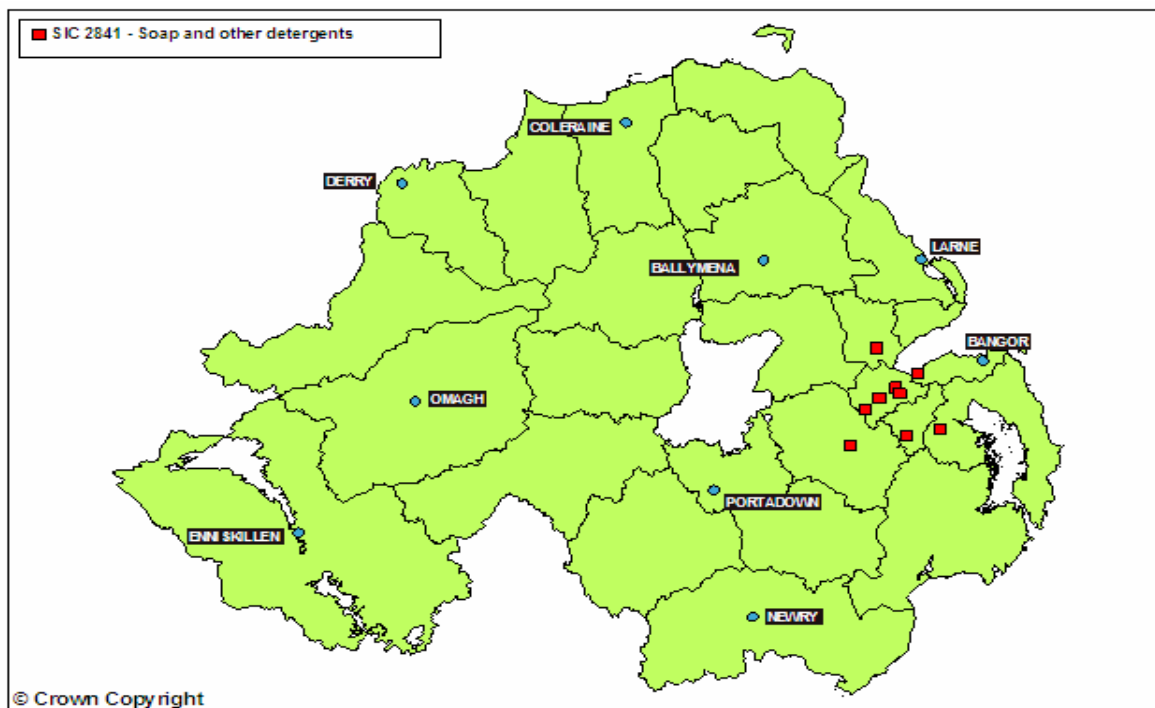 SIC 2841 - Soap and other detergents
COLERAINE
DERRY
LARNE
BALLYMENA
BANGOR
OMAGH
PORTADOWN
ENNISKILLEN
NEWRY
© Crown Copyright